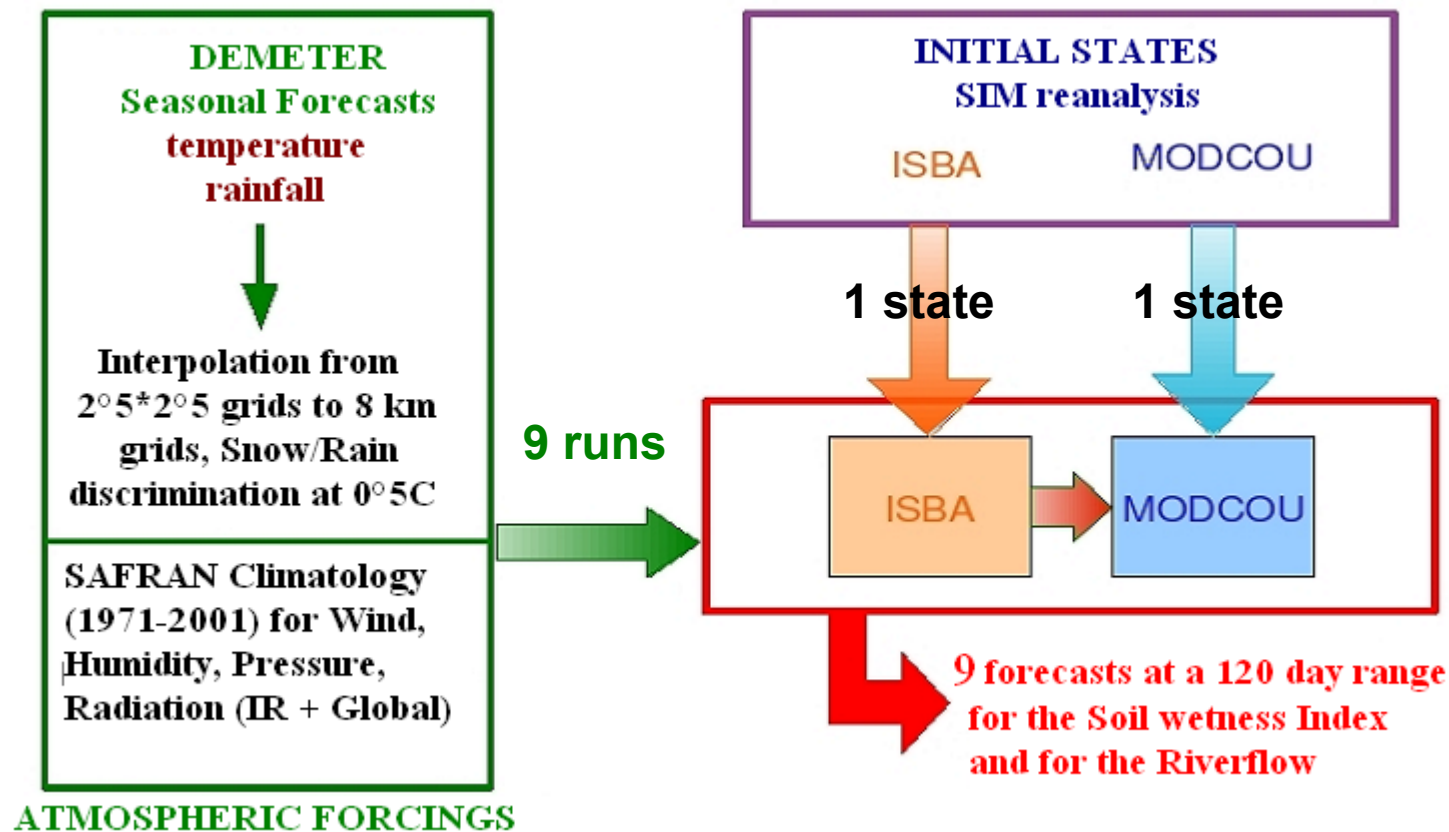 DEMETER
Seasonal Forecasts
temperature
rainfall
Interpolation from
2°5*2°5 grids to 8 km
grids, Snow/Rain
discrimination at 0°5C
SAFRAN Climatology
(1971-2001) for Wind,
Humidity, Pressure,
Radiation (IR + Global)
ATMOSPHERIC FORCINGS
9 runs
INITIAL STATES
SIM reanalysis
ISBA
MODCOU
1 state
1 state
ISBA
MODCOU
9 forecasts at a 120 day range
for the Soil wetness Index
and for the Riverflow